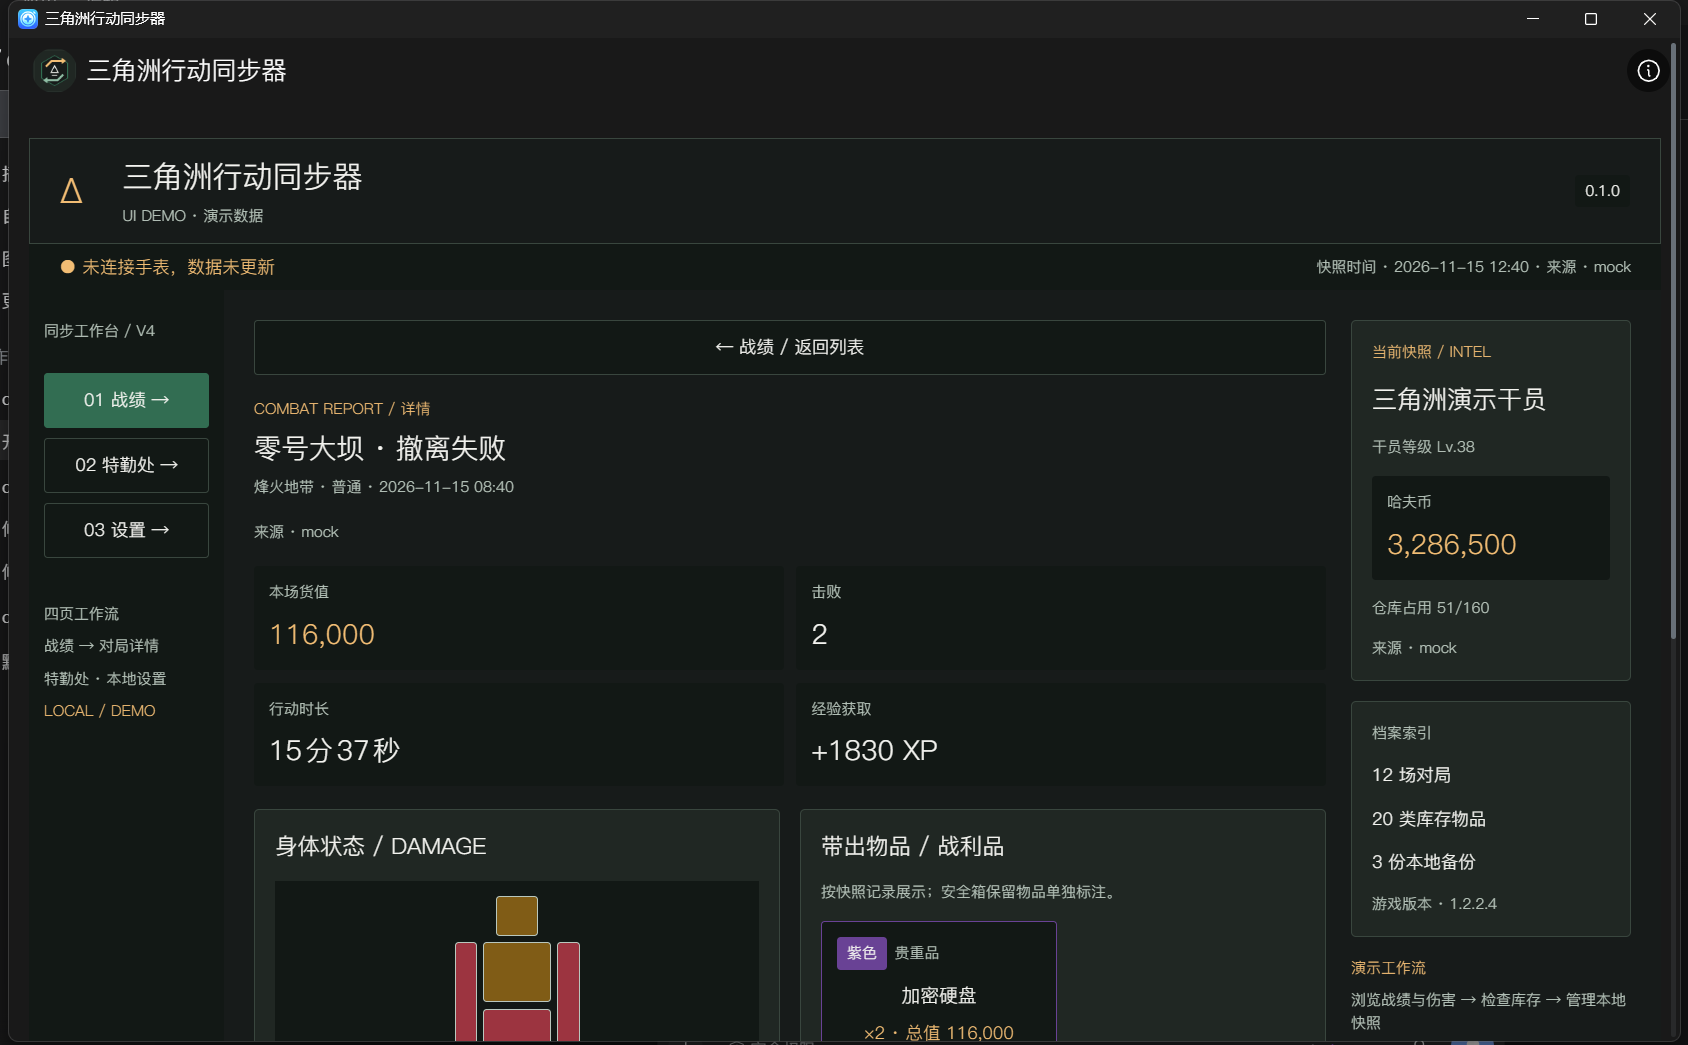 三角洲行动同步器
三角洲行动同步器
三角洲行动同步器
UI DEMO · 演示数据
0.1.0
未连接手表，数据未更新
快照时间 · 2026-11-15 12:40 · 来源 · mock
同步工作台 / V4
01 战绩 →
02 特勤处 →
03 设置 →
四页工作流
战绩 → 对局详情
特勤处 · 本地设置
LOCAL / DEMO
← 战绩 / 返回列表
COMBAT REPORT / 详情
零号大坝 · 撤离失败
烽火地带 · 普通 · 2026-11-15 08:40
来源 · mock
本场货值
116,000
击败
2
行动时长
15分37秒
经验获取
+1830 XP
身体状态 / DAMAGE
带出物品 / 战利品
按快照记录展示；安全箱保留物品单独标注。
紫色 贵重品
加密硬盘
×2 · 总值 116,000
当前快照 / INTEL
三角洲演示干员
干员等级 Lv.38
哈夫币
3,286,500
仓库占用 51/160
来源 · mock
档案索引
12 场对局
20 类库存物品
3 份本地备份
游戏版本 · 1.2.2.4
演示工作流
浏览战绩与伤害 → 检查库存 → 管理本地
快照